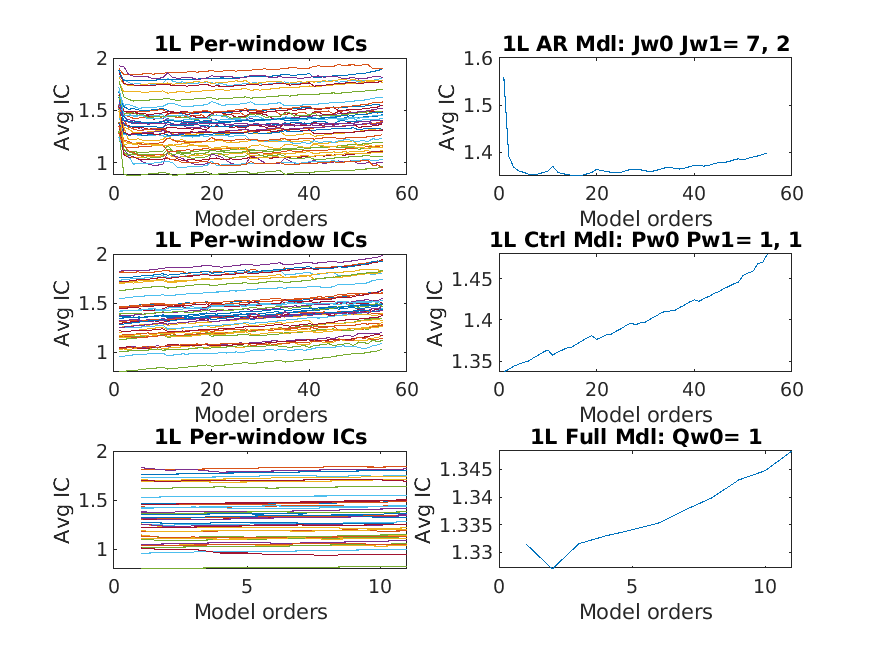 1L Per-window ICs
1L AR Mdl: Jw0 Jw1= 7, 2
Avg IC
2
1.5
1
0 20 40 60
Model orders
Avg IC
1.6
1.5
1.4
0 20 40 60
Model orders
1L Per-window ICs
1L Ctrl Mdl: Pw0 Pw1= 1, 1
Avg IC
2
1.5
1
0 20 40 60
Model orders
Avg IC
1.45
1.4
1.35
0 20 40 60
Model orders
1L Per-window ICs
1L Full Mdl: Qw0= 1
Avg IC
2
1.5
1
0 5 10
Model orders
Avg IC
1.345
1.34
1.335
1.33
0 5 10
Model orders